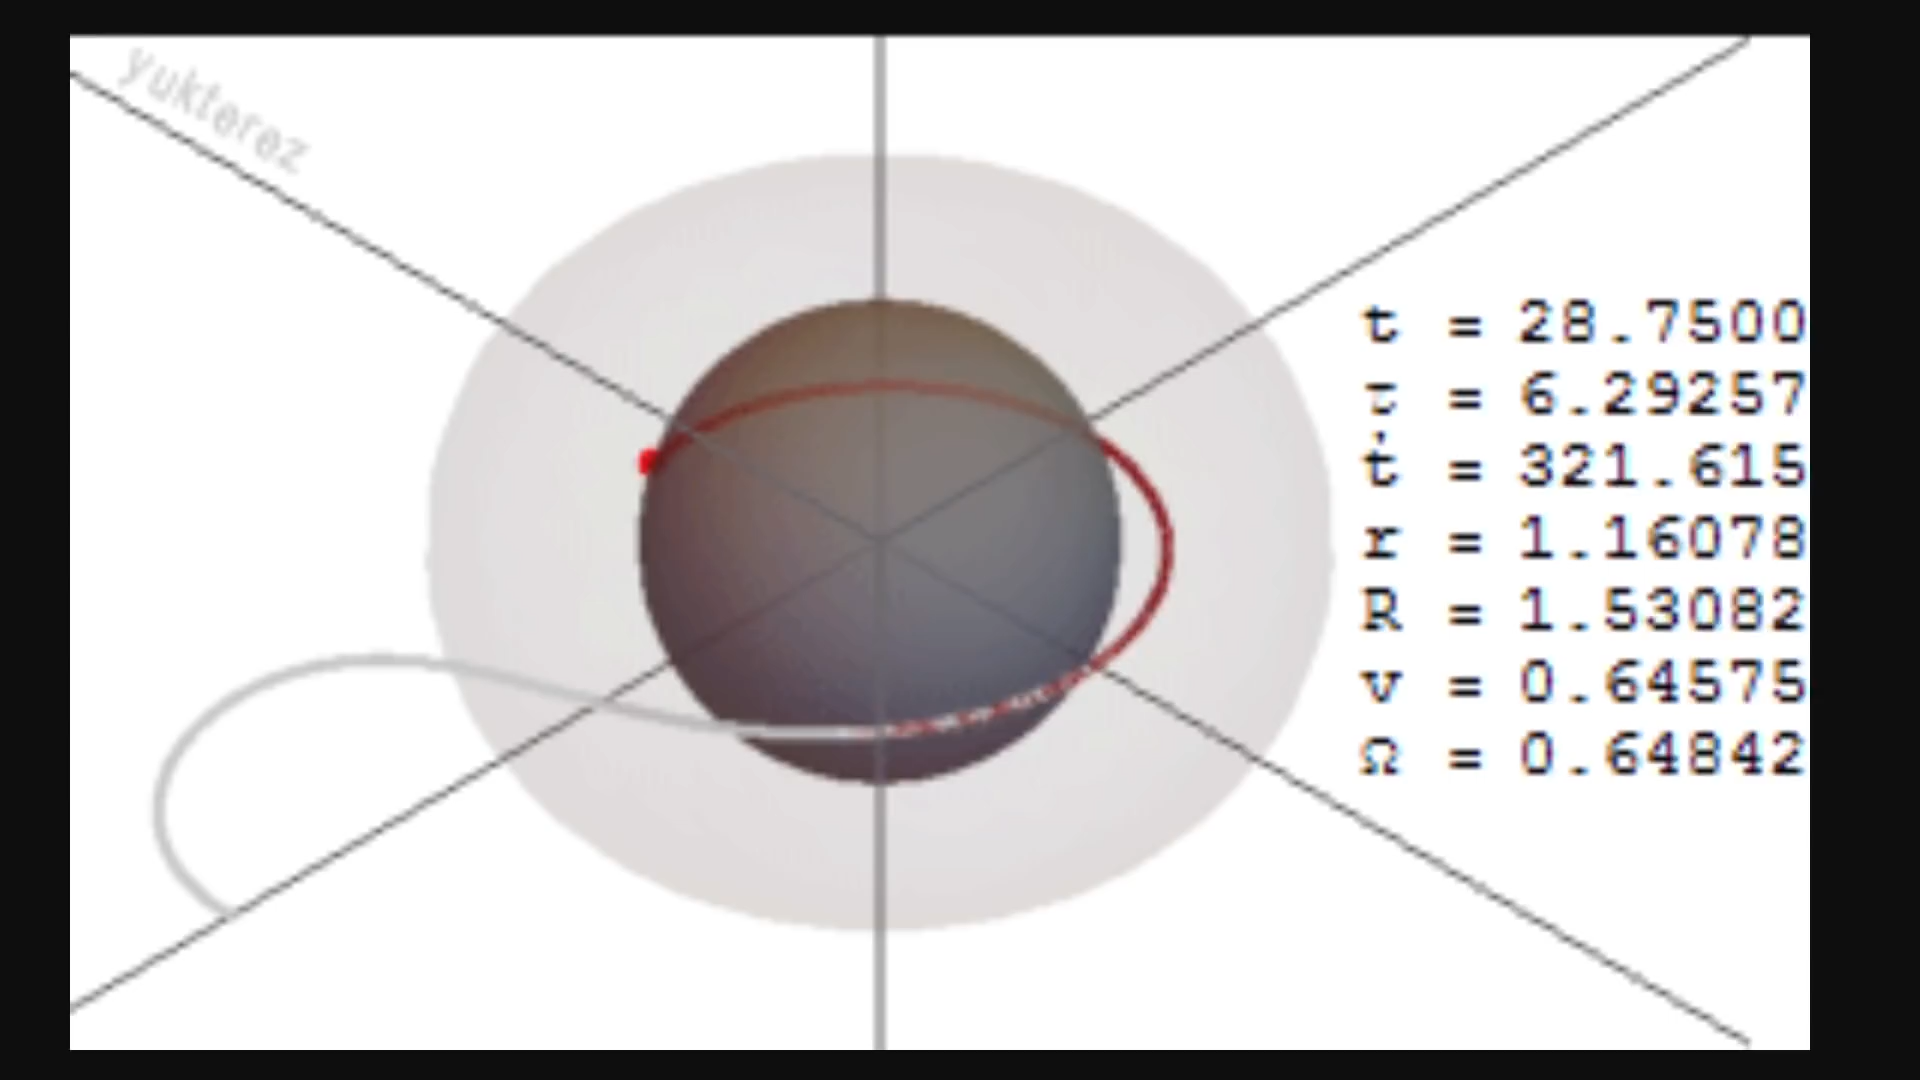 yukterez
t = 28.7500
τ = 6.29257
ṫ = 321.615
r = 1.16078
R = 1.53082
v = 0.64575
Ω = 0.64842